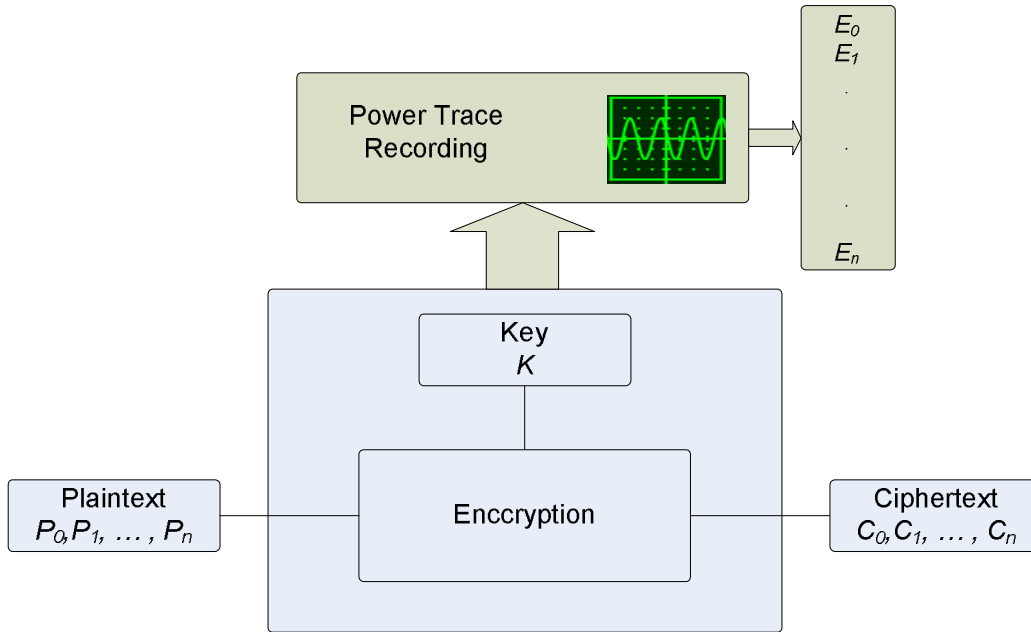 E₀
E₁
.
.
.
Eₙ
Power Trace
Recording
Key
K
Plaintext
P₀,P₁, ... , Pₙ
Enccryption
Ciphertext
C₀,C₁, ... , Cₙ